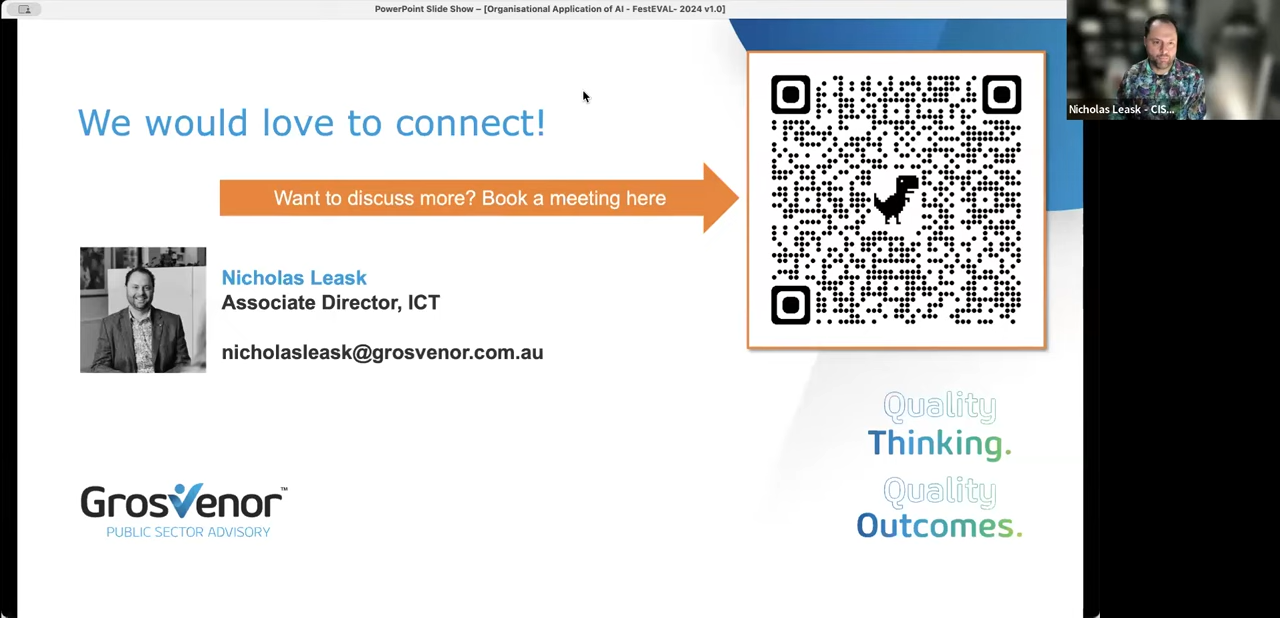 PowerPoint Slide Show – [Organisational Application of AI - FestEVAL- 2024 v1.0]
Nicholas Leask - CIS...
We would love to connect!
Want to discuss more? Book a meeting here
Nicholas Leask
Associate Director, ICT
nicholasleask@grosvenor.com.au
Quality
Thinking.
Quality
Outcomes.
Grosvenor™
PUBLIC SECTOR ADVISORY